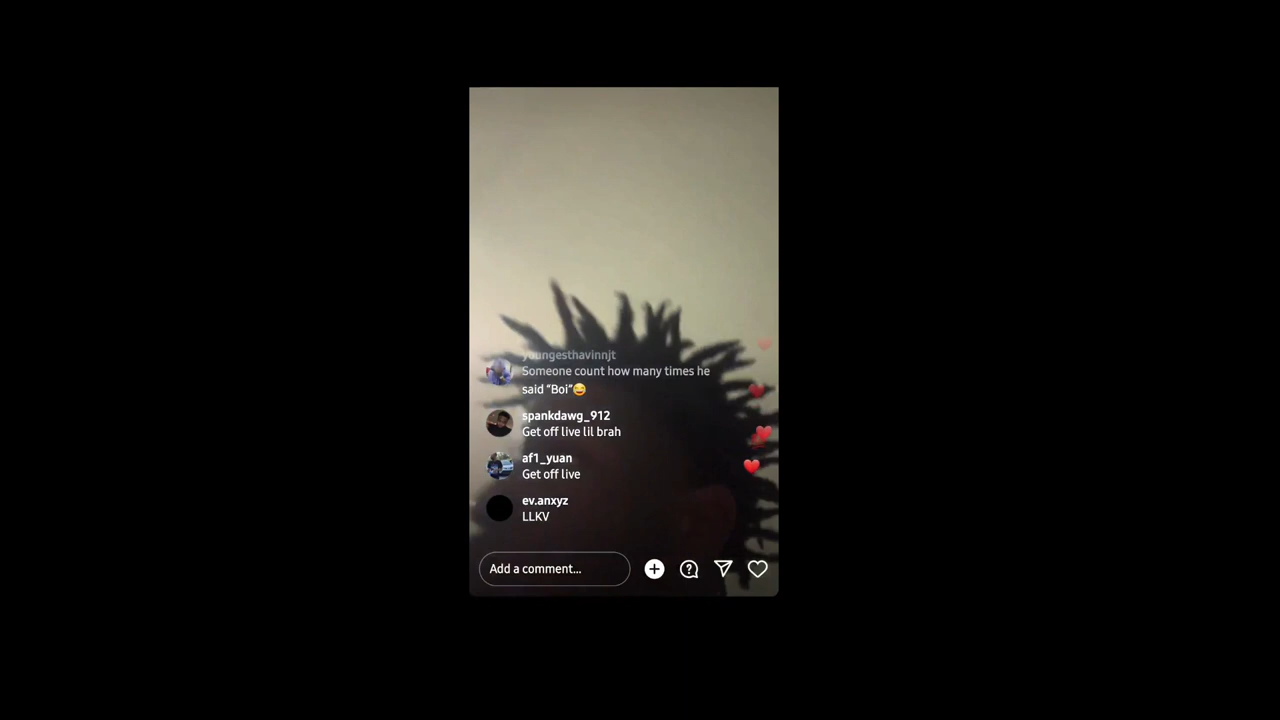 youngesthavinnjt
Someone count how many times he
said “Boi”😂
spankdawg_912
Get off live lil brah
af1_yuan
Get off live
ev.anxyz
LLKV
Add a comment...